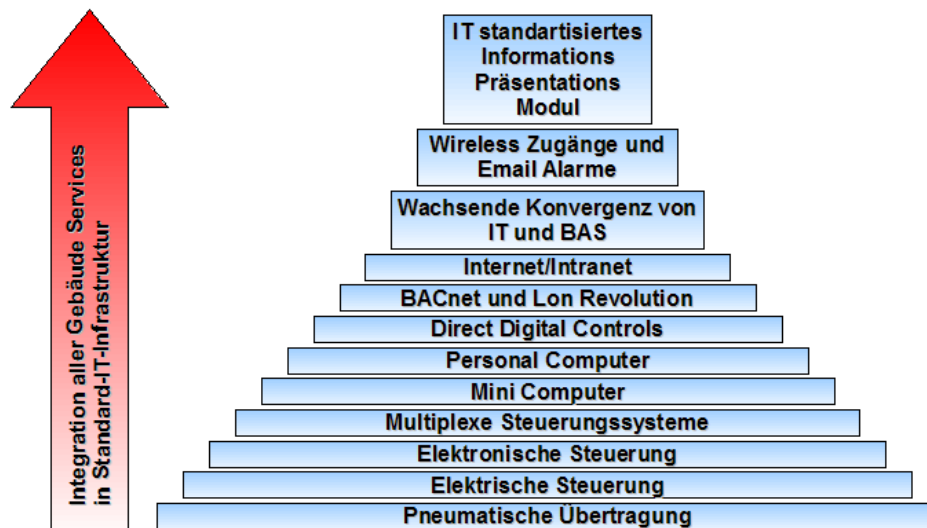 Integration aller Gebäude Services
in Standard-IT-Infrastruktur
IT standartisiertes
Informations
Präsentations
Modul
Wireless Zugänge und
Email Alarme
Wachsende Konvergenz von
IT und BAS
Internet/Intranet
BACnet und Lon Revolution
Direct Digital Controls
Personal Computer
Mini Computer
Multiplexe Steuerungssysteme
Elektronische Steuerung
Elektrische Steuerung
Pneumatische Übertragung